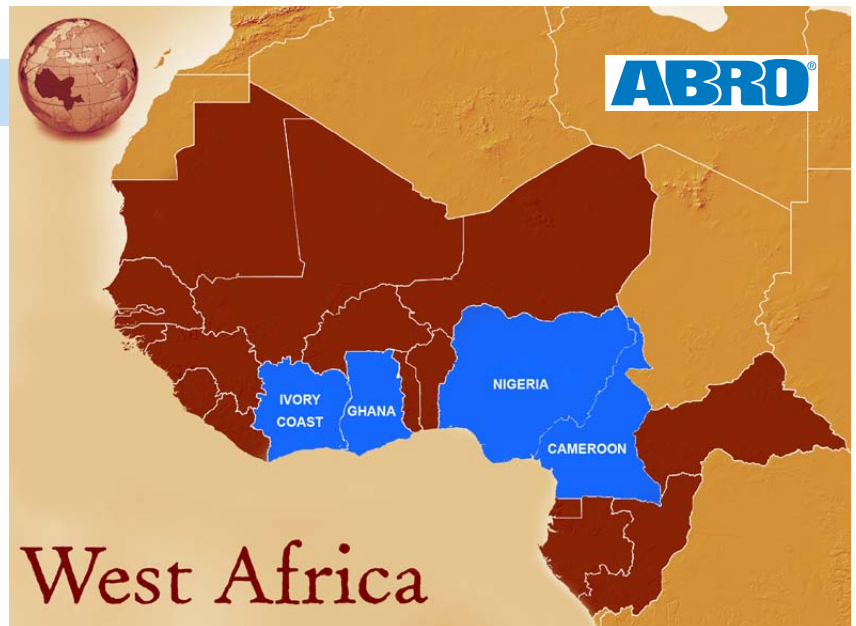 ABRO®
NIGERIA
IVORY
COAST
GHANA
CAMEROON
West Africa